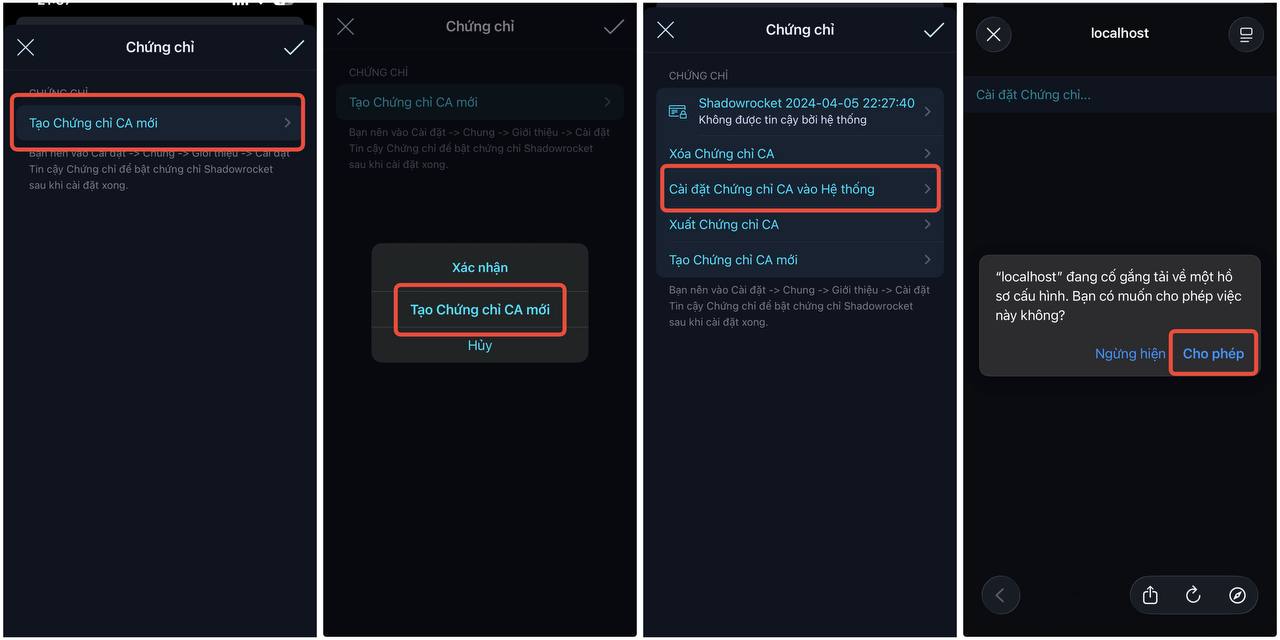 Chứng chỉ
CHỨNG CHỈ
Tạo Chứng chỉ CA mới
Bạn nên vào Cài đặt -> Chung -> Giới thiệu -> Cài đặt
Tin cậy Chứng chỉ để bật chứng chỉ Shadowrocket
sau khi cài đặt xong.
Chứng chỉ
CHỨNG CHỈ
Tạo Chứng chỉ CA mới
Bạn nên vào Cài đặt -> Chung -> Giới thiệu -> Cài đặt
Tin cậy Chứng chỉ để bật chứng chỉ Shadowrocket
sau khi cài đặt xong.
Xác nhận
Tạo Chứng chỉ CA mới
Hủy
Chứng chỉ
CHỨNG CHỈ
Shadowrocket 2024-04-05 22:27:40
Không được tin cậy bởi hệ thống
Xóa Chứng chỉ CA
Cài đặt Chứng chỉ CA vào Hệ thống
Xuất Chứng chỉ CA
Tạo Chứng chỉ CA mới
Bạn nên vào Cài đặt -> Chung -> Giới thiệu -> Cài đặt
Tin cậy Chứng chỉ để bật chứng chỉ Shadowrocket
sau khi cài đặt xong.
localhost
Cài đặt Chứng chỉ...
“localhost” đang cố gắng tải về một hồ
sơ cấu hình. Bạn có muốn cho phép việc
này không?
Ngừng hiện
Cho phép